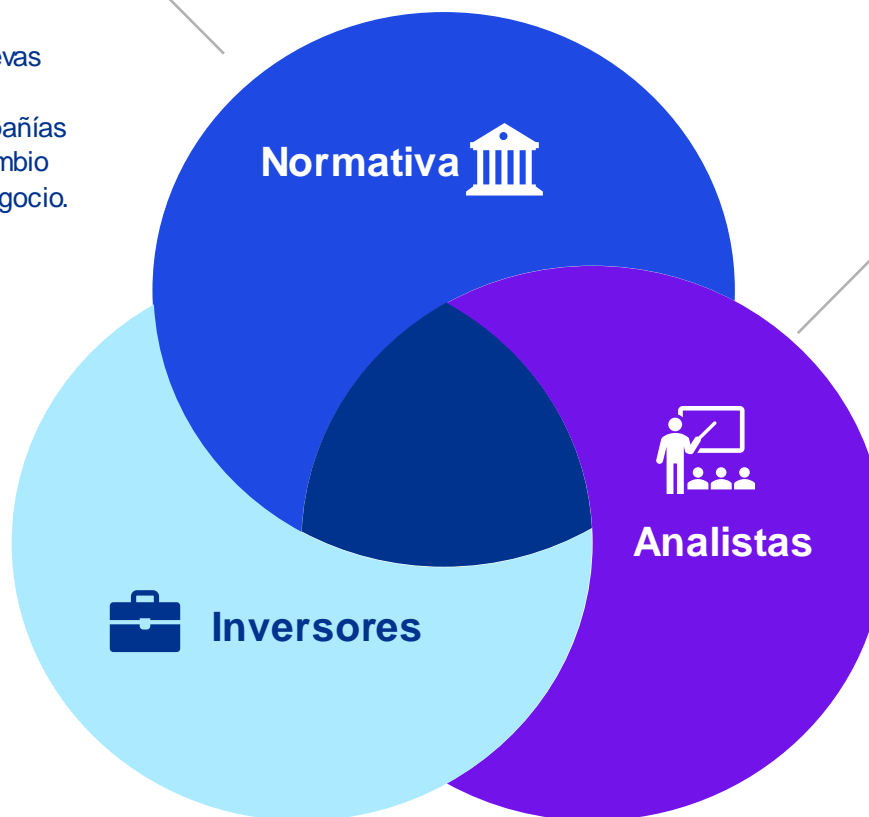 evas
pañías
mbio
gocio.
Normativa
Analistas
Inversores